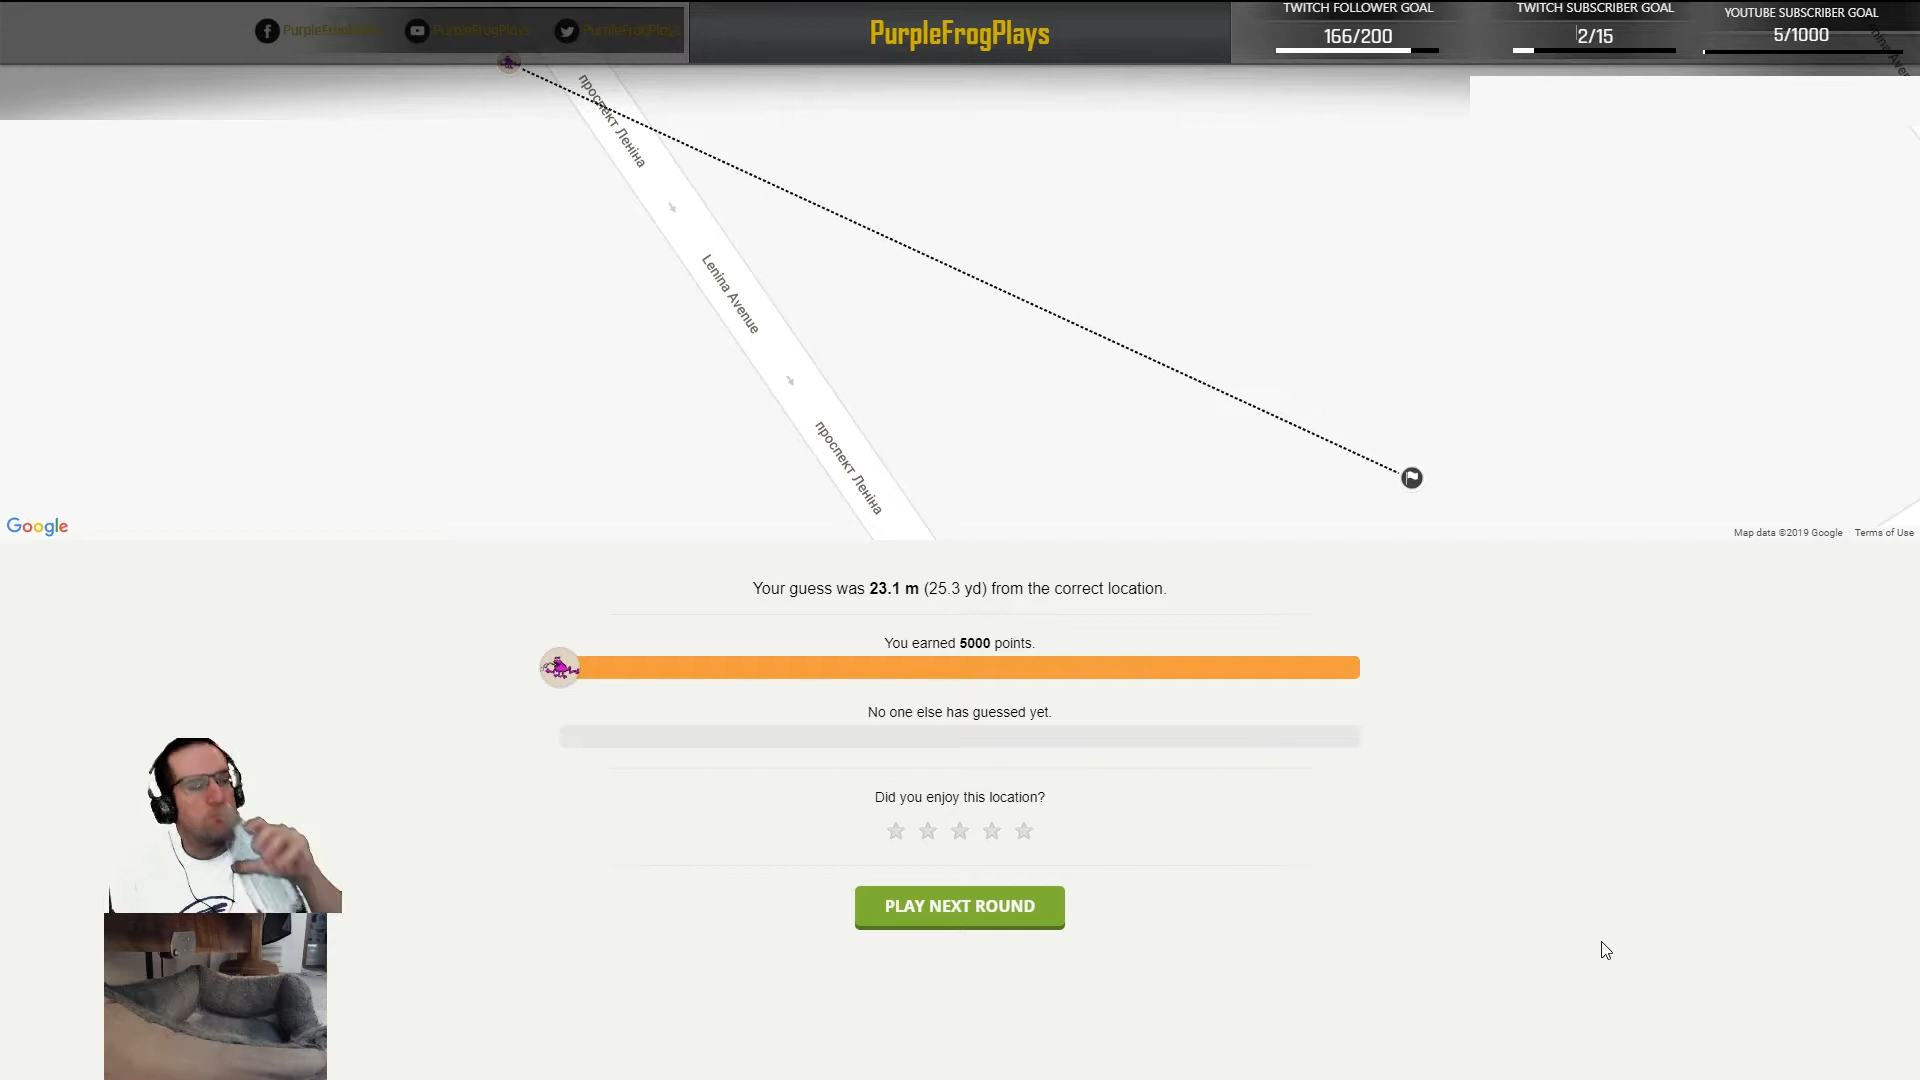 PurpleFrogPlays
PurpleFrogPlays
PurpleFrogPlays
PurpleFrogPlays
TWITCH FOLLOWER GOAL
166/200
TWITCH SUBSCRIBER GOAL
2/15
YOUTUBE SUBSCRIBER GOAL
5/1000
проспект Леніна
Lenina Avenue
проспект Леніна
Google
Map data ©2019 Google Terms of Use
Your guess was 23.1 m (25.3 yd) from the correct location.
You earned 5000 points.
No one else has guessed yet.
Did you enjoy this location?
PLAY NEXT ROUND